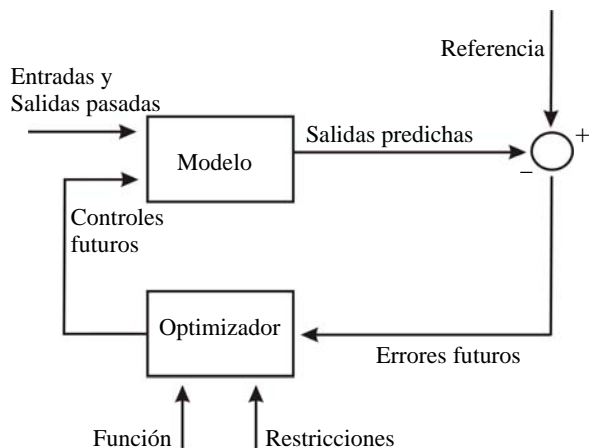 Referencia
Entradas y
Salidas pasadas
Salidas predichas
+
−
Modelo
Controles
futuros
Optimizador
Errores futuros
Función
Restricciones